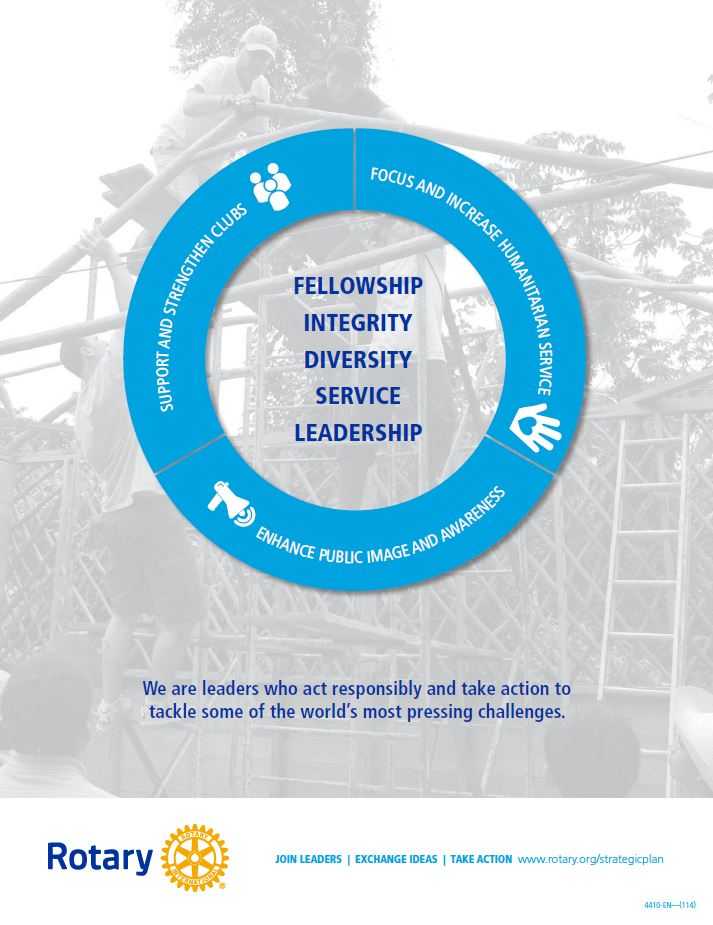 SUPPORT AND STRENGTHEN CLUBS
FOCUS AND INCREASE HUMANITARIAN SERVICE
ENHANCE PUBLIC IMAGE AND AWARENESS
FELLOWSHIP
INTEGRITY
DIVERSITY
SERVICE
LEADERSHIP
We are leaders who act responsibly and take action to
tackle some of the world’s most pressing challenges.
Rotary
ROTARY
INTERNATIONAL
®
JOIN LEADERS | EXCHANGE IDEAS | TAKE ACTION www.rotary.org/strategicplan
4410-EN—(114)